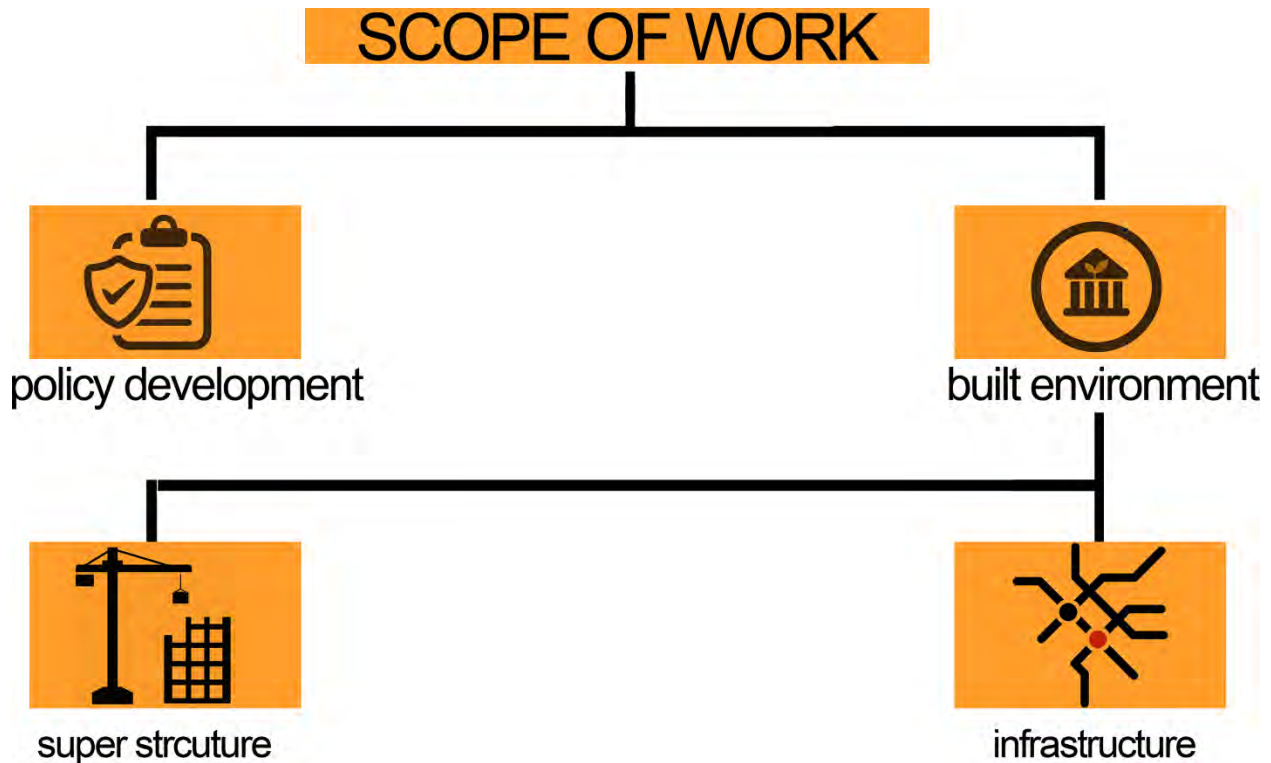 SCOPE OF WORK
policy development
built environment
super strcuture
infrastructure